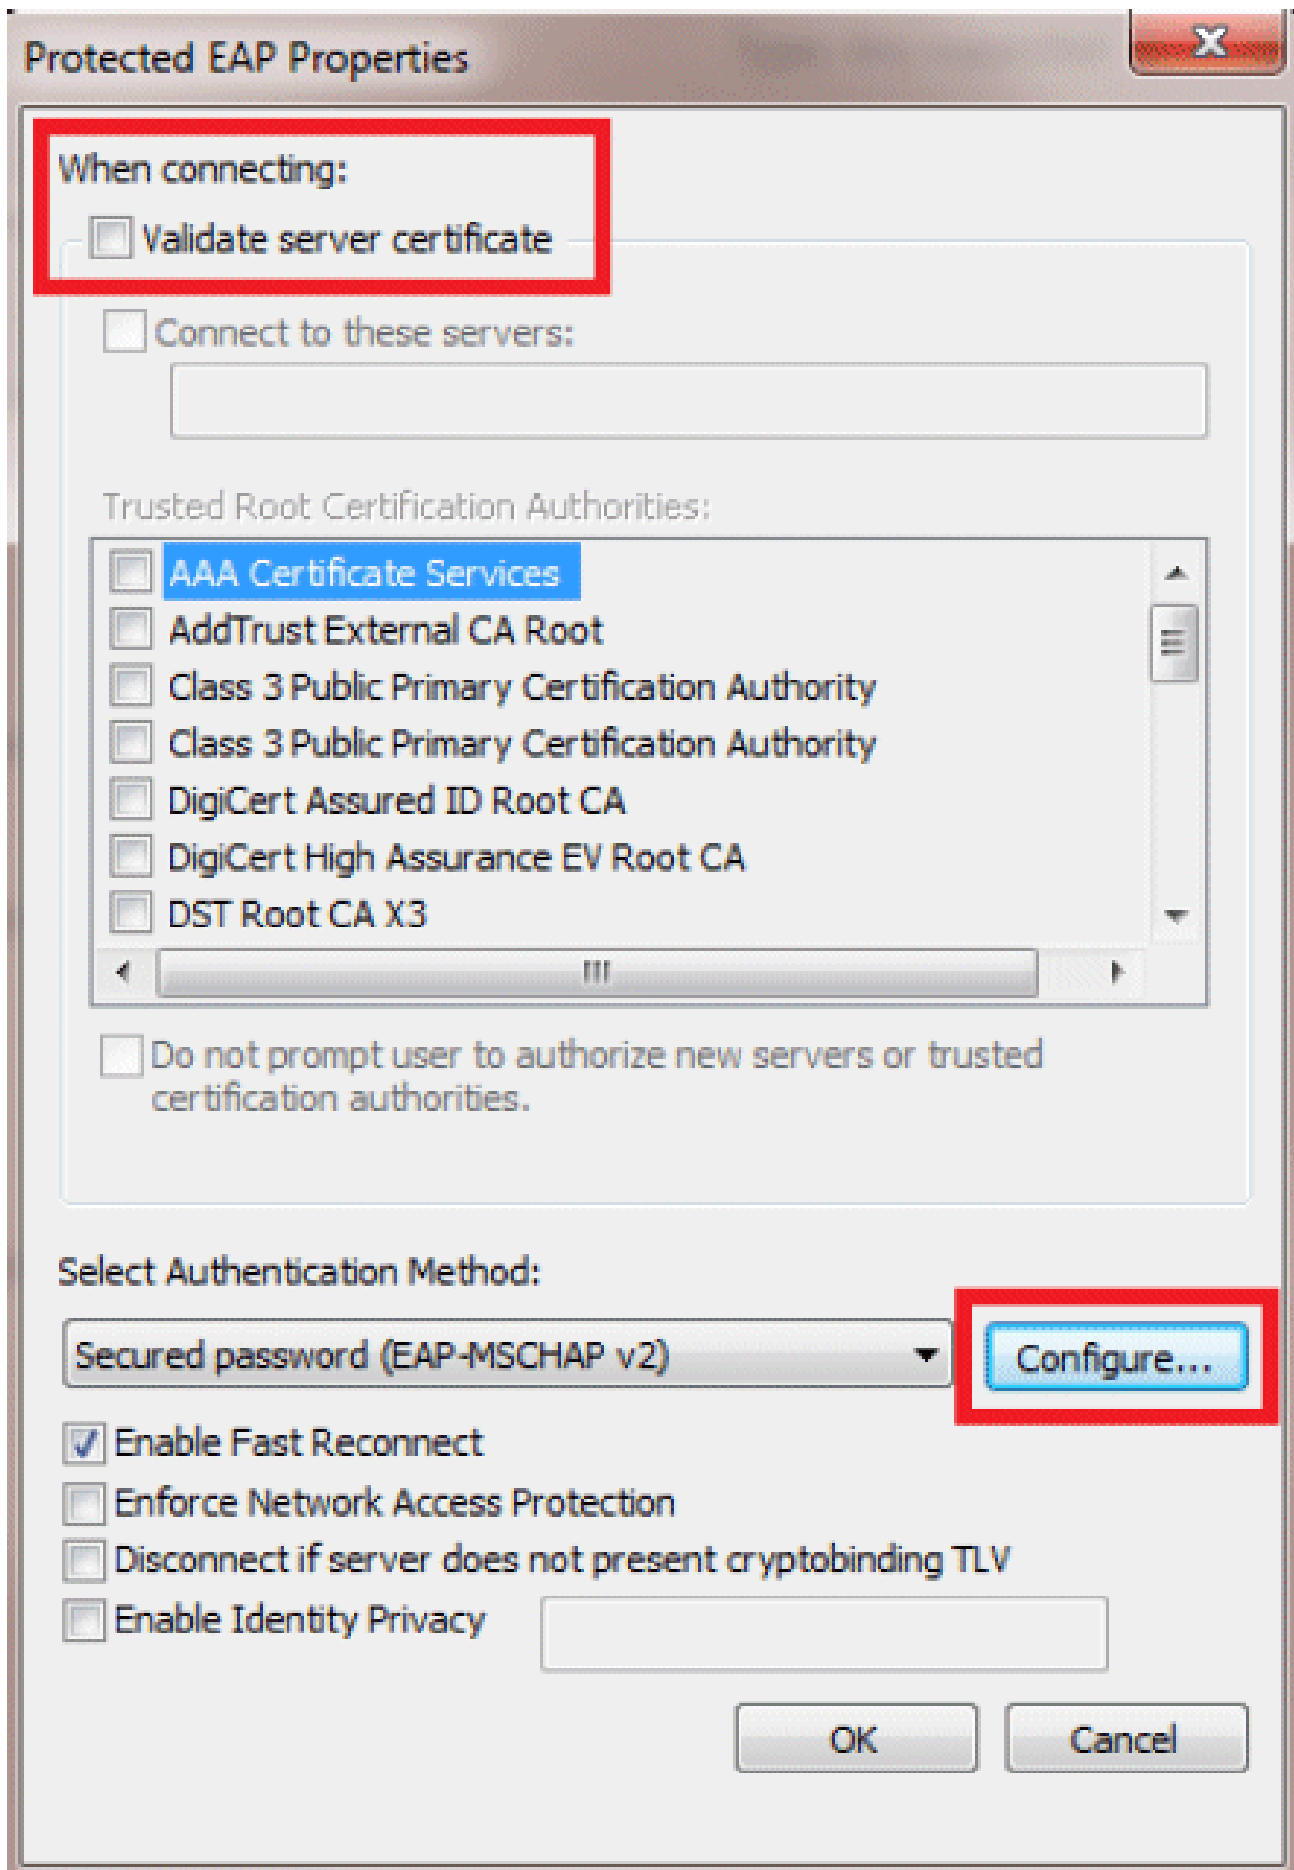 Protected EAP Properties
When connecting:
Validate server certificate
Connect to these servers:
Trusted Root Certification Authorities:
AAA Certificate Services
AddTrust External CA Root
Class 3 Public Primary Certification Authority
Class 3 Public Primary Certification Authority
DigiCert Assured ID Root CA
DigiCert High Assurance EV Root CA
DST Root CA X3
Do not prompt user to authorize new servers or trusted
certification authorities.
Select Authentication Method:
Secured password (EAP-MSCHAP v2)
Configure...
Enable Fast Reconnect
Enforce Network Access Protection
Disconnect if server does not present cryptobinding TLV
Enable Identity Privacy
OK
Cancel